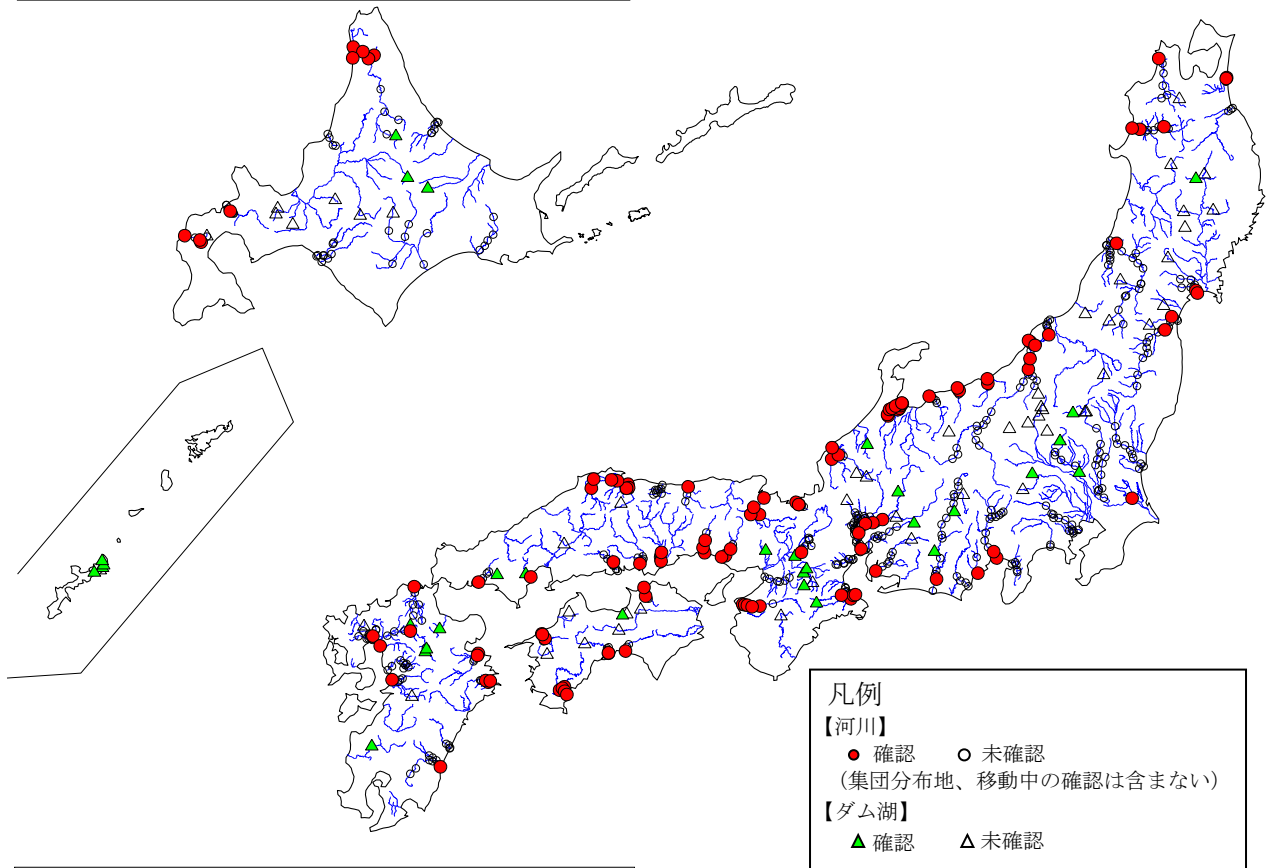 凡例
【河川】
確認 未確認
(集団分布地、移動中の確認は含まない)
【ダム湖】
確認 未確認